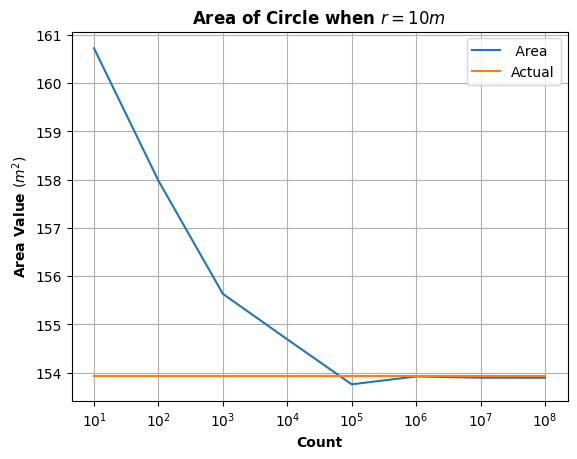 Area of Circle when r = 10m
Area
Actual
161
160
159
158
157
156
155
154
Area Value (m²)
10¹ 10² 10³ 10⁴ 10⁵ 10⁶ 10⁷ 10⁸
Count